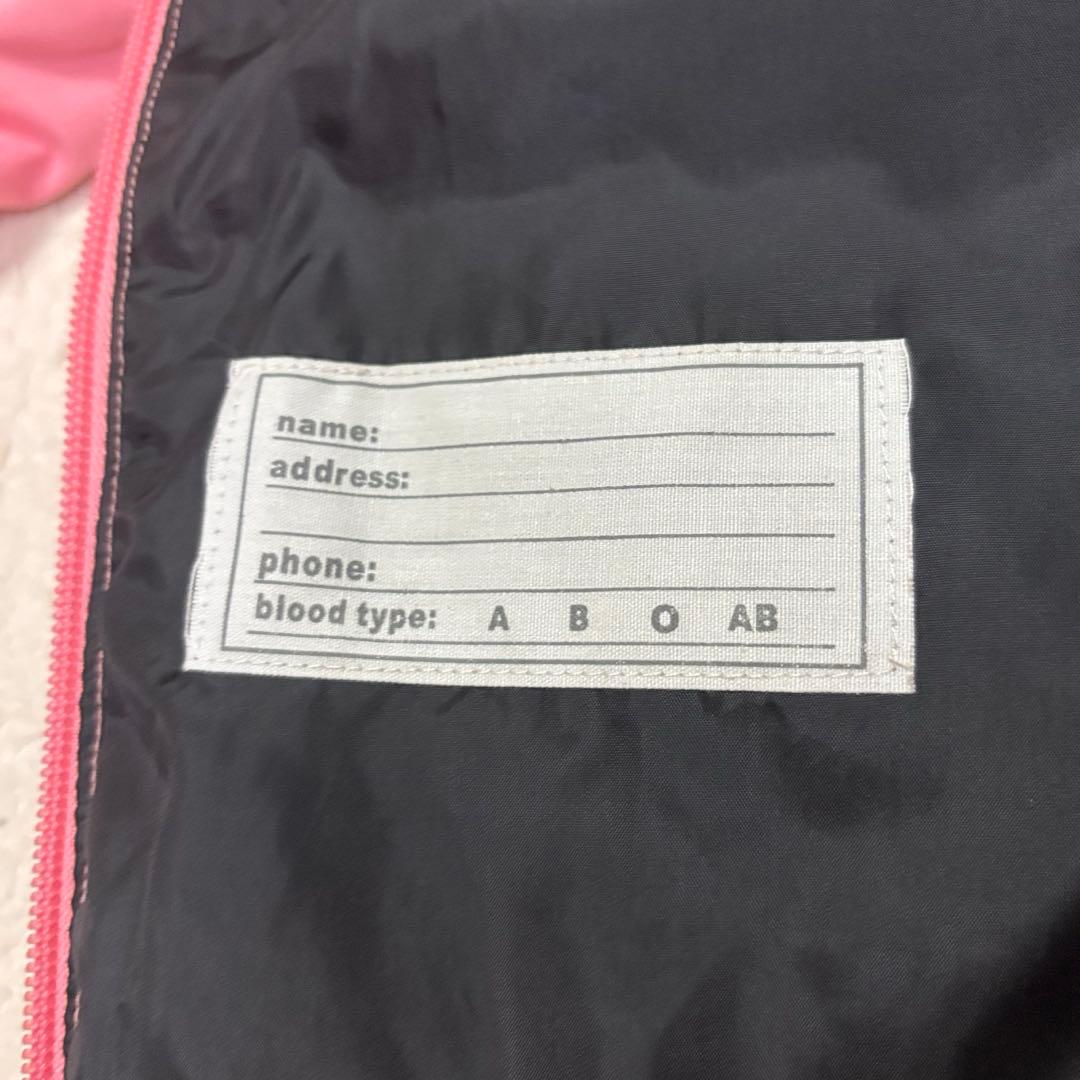 name:
address:
phone:
blood type: A B O AB